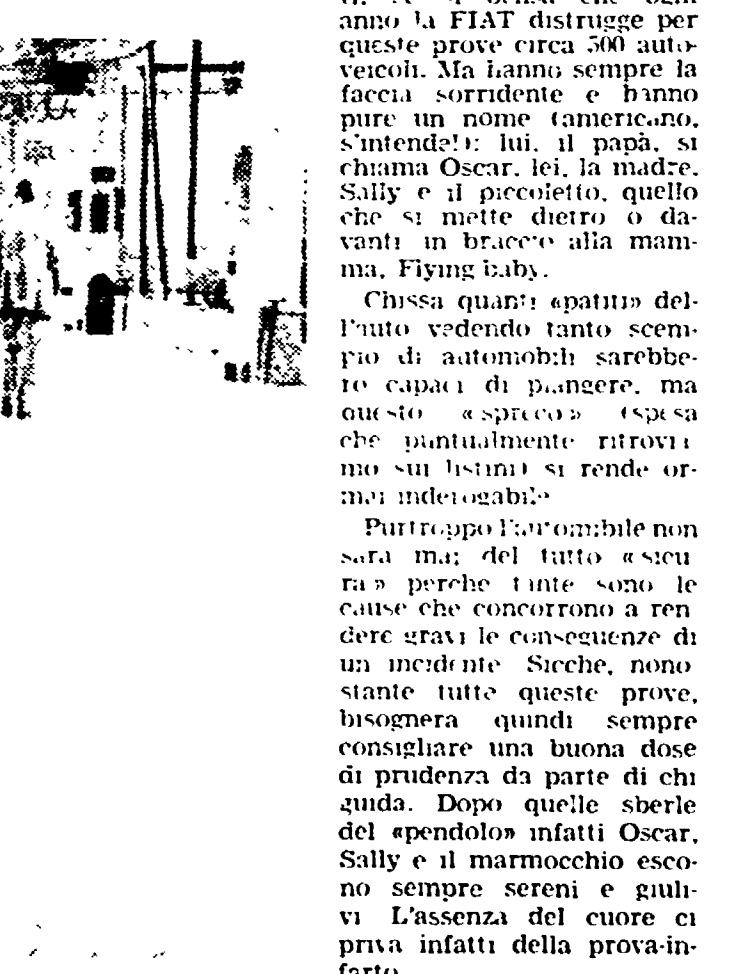 anno la FIAT distrugge per
queste prove circa 500 auto-
veicoli. Ma hanno sempre la
faccia sorridente e hanno
pure un nome (americano,
s'intende!): lui, il papà, si
chiama Oscar, lei, la madre,
Sally e il piccoletto, quello
che si mette dietro o da-
vanti in braccio alla mam-
ma, Flying baby.
Chissa quanti «patiti» del-
l'auto vedendo tanto scem-
pio di automobili sarebbe-
ro capaci di piangere, ma
questo «spreco» (spesa
che puntualmente ritrovia-
mo sui listini) si rende or-
mai inderogabile
Purtroppo l'automobile non
sara mai del tutto «sicu
ra» perche tante sono le
cause che concorrono a ren
dere gravi le conseguenze di
un incidente Sicche, nono
stante tutte queste prove,
bisognera quindi sempre
consigliare una buona dose
di prudenza da parte di chi
guida. Dopo quelle sberle
del «pendolo» infatti Oscar,
Sally e il marmocchio esco-
no sempre sereni e giuli-
vi L'assenza del cuore ci
priva infatti della prova-in-
farto